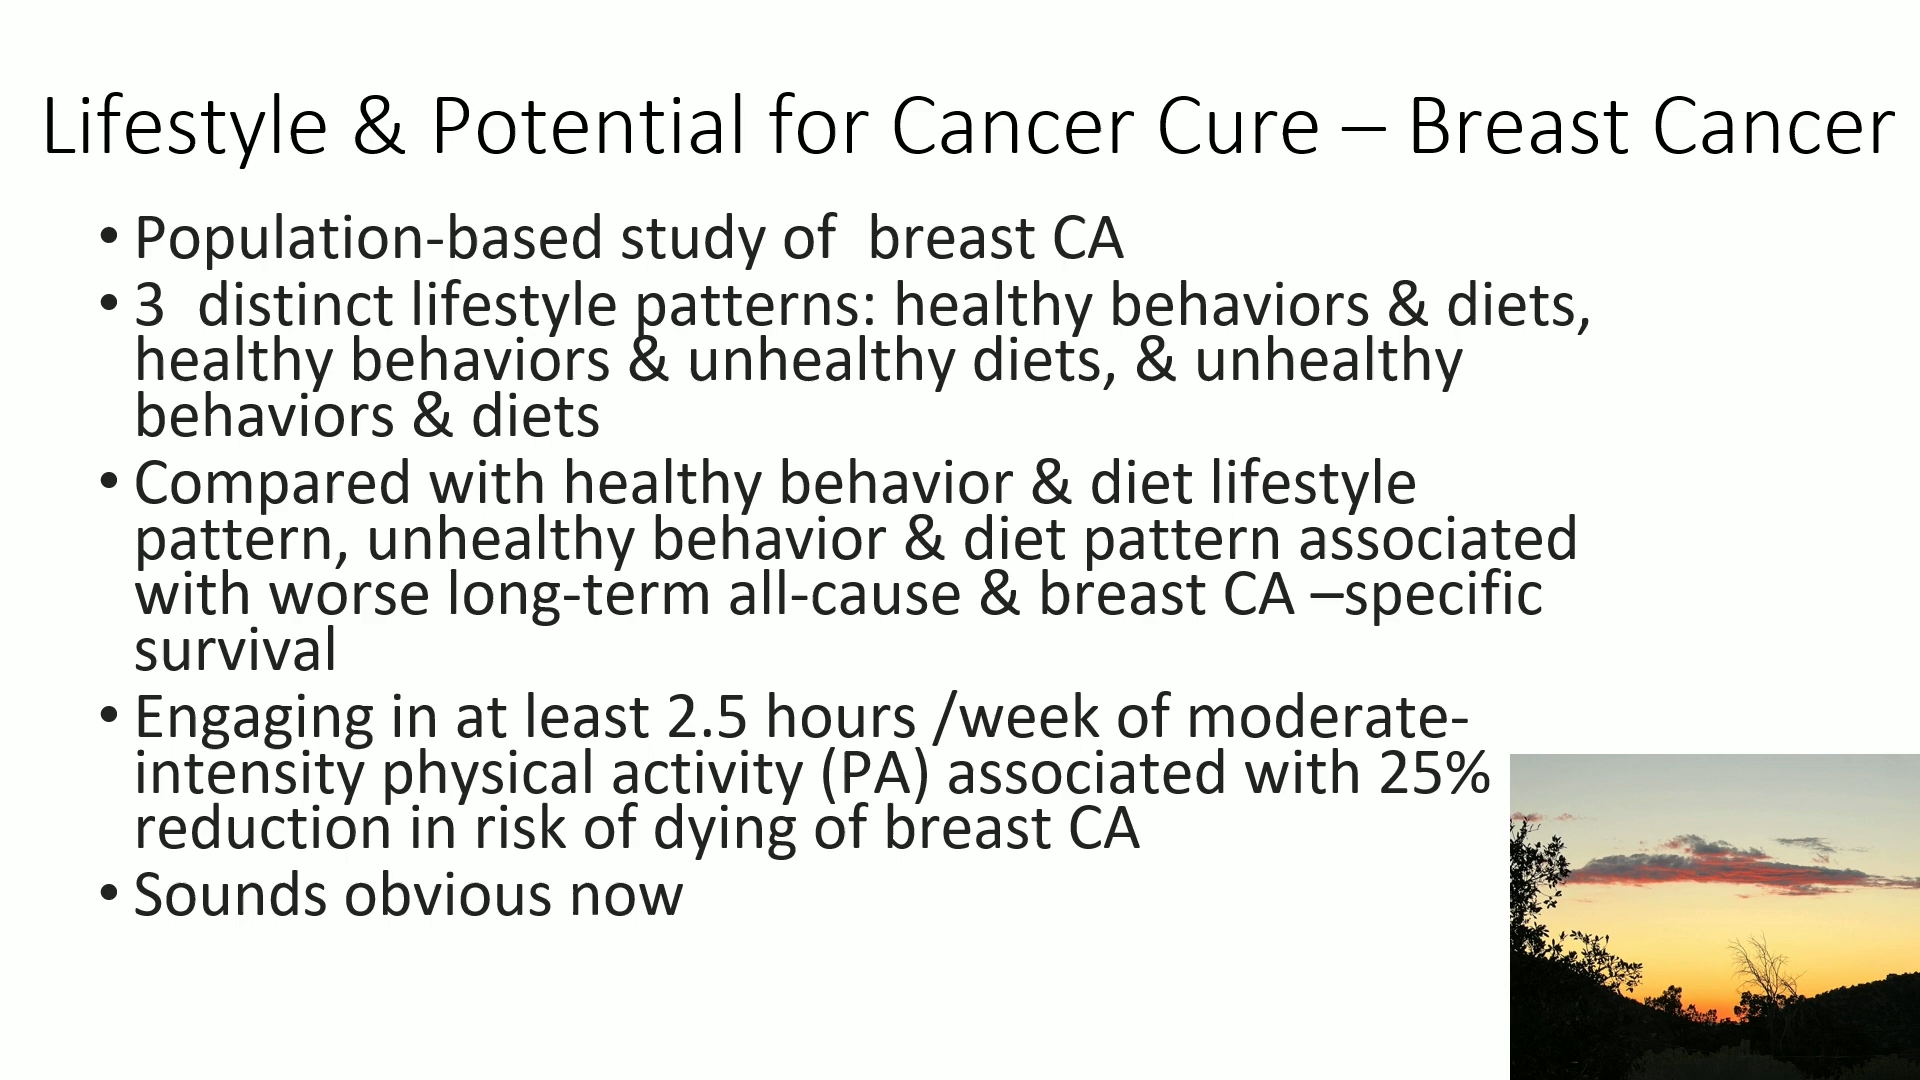 Lifestyle & Potential for Cancer Cure – Breast Cancer
• Population-based study of  breast CA
• 3  distinct lifestyle patterns: healthy behaviors & diets,
healthy behaviors & unhealthy diets, & unhealthy
behaviors & diets
• Compared with healthy behavior & diet lifestyle
pattern, unhealthy behavior & diet pattern associated
with worse long-term all-cause & breast CA –specific
survival
• Engaging in at least 2.5 hours /week of moderate-
intensity physical activity (PA) associated with 25%
reduction in risk of dying of breast CA
• Sounds obvious now